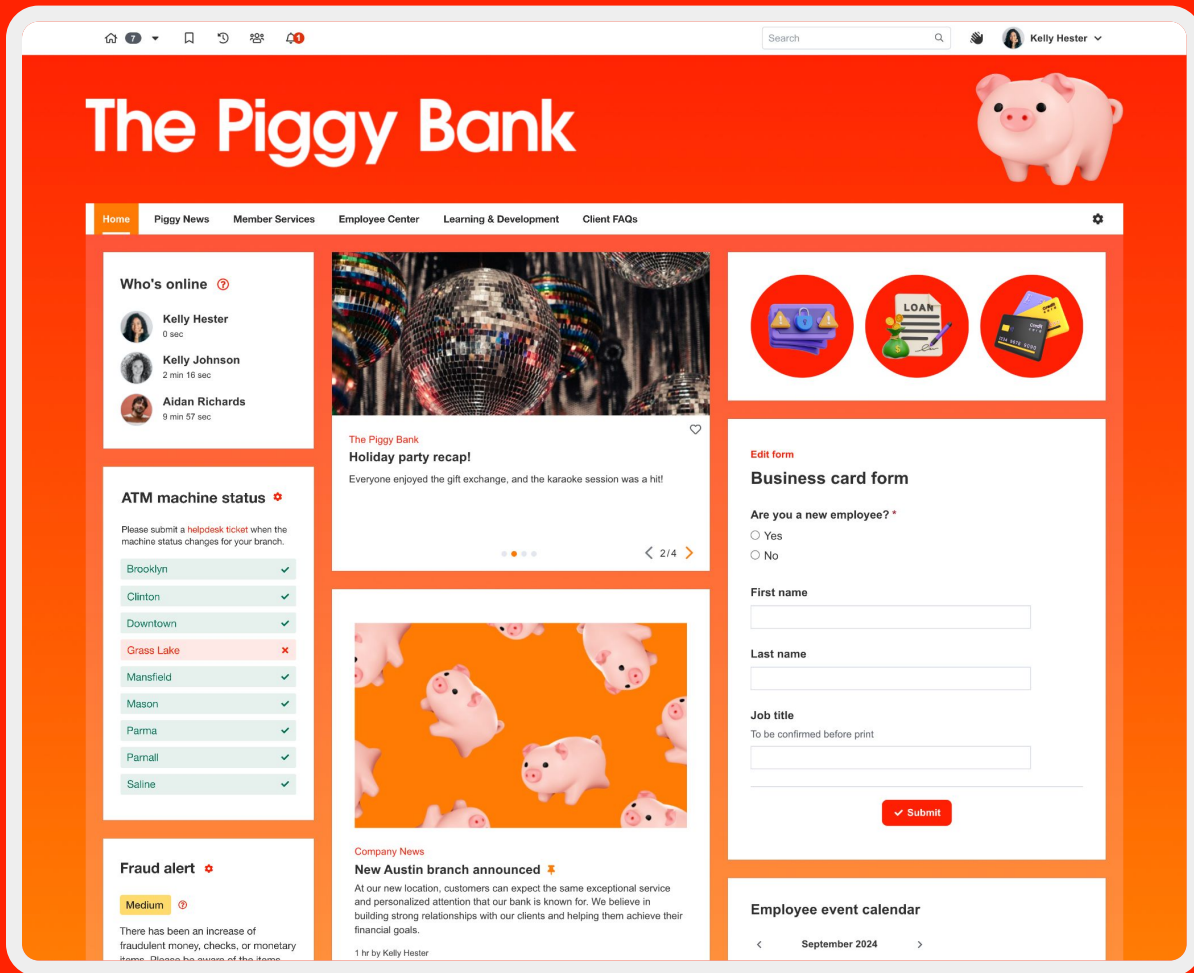 7
1
Search
Kelly Hester
The Piggy Bank
Home
Piggy News
Member Services
Employee Center
Learning & Development
Client FAQs
Who's online
Kelly Hester
0 sec
Kelly Johnson
2 min 16 sec
Aidan Richards
9 min 57 sec
ATM machine status
Please submit a helpdesk ticket when the
machine status changes for your branch.
Brooklyn
Clinton
Downtown
Grass Lake
Mansfield
Mason
Parma
Parnall
Saline
Fraud alert
Medium
There has been an increase of
fraudulent money, checks, or monetary
items. Please be aware of the items
The Piggy Bank
Holiday party recap!
Everyone enjoyed the gift exchange, and the karaoke session was a hit!
2/4
Company News
New Austin branch announced
At our new location, customers can expect the same exceptional service
and personalized attention that our bank is known for. We believe in
building strong relationships with our clients and helping them achieve their
financial goals.
1 hr by Kelly Hester
LOAN
Edit form
Business card form
Are you a new employee? *
Yes
No
First name
Last name
Job title
To be confirmed before print
Submit
Employee event calendar
September 2024